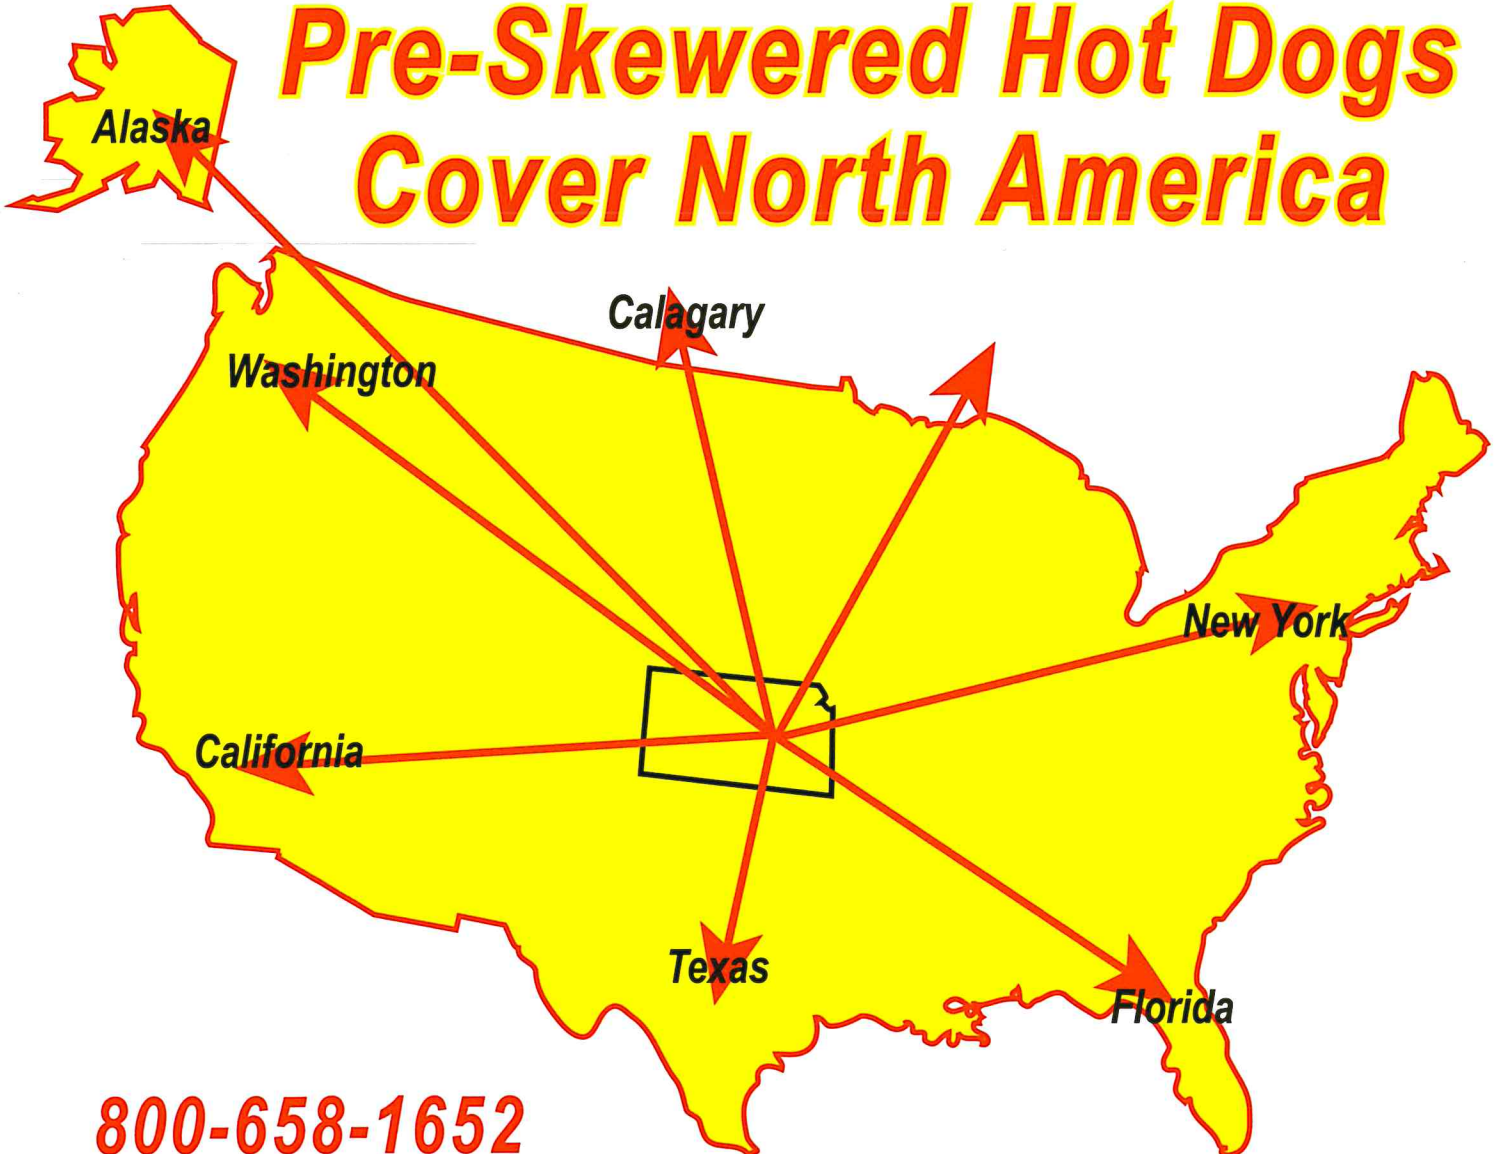 Pre-Skewered Hot Dogs
Cover North America
Alaska
Calagary
Washington
New York
California
Texas
Florida
800-658-1652